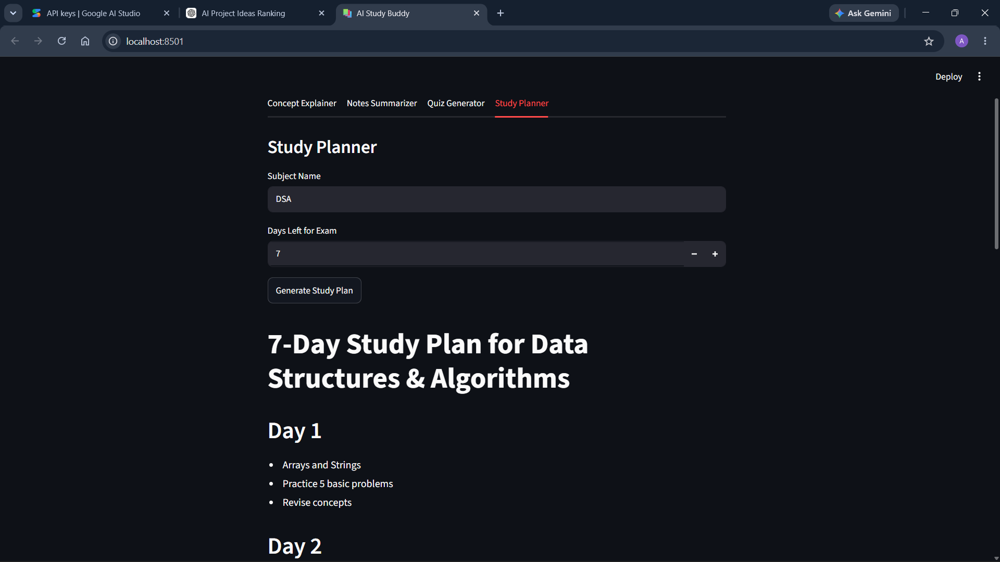 API keys | Google AI Studio
AI Project Ideas Ranking
AI Study Buddy
Ask Gemini
localhost:8501
A
Deploy
Concept Explainer Notes Summarizer Quiz Generator Study Planner
Study Planner
Subject Name
DSA
Days Left for Exam
7
Generate Study Plan
7-Day Study Plan for Data
Structures & Algorithms
Day 1
• Arrays and Strings
• Practice 5 basic problems
• Revise concepts
Day 2